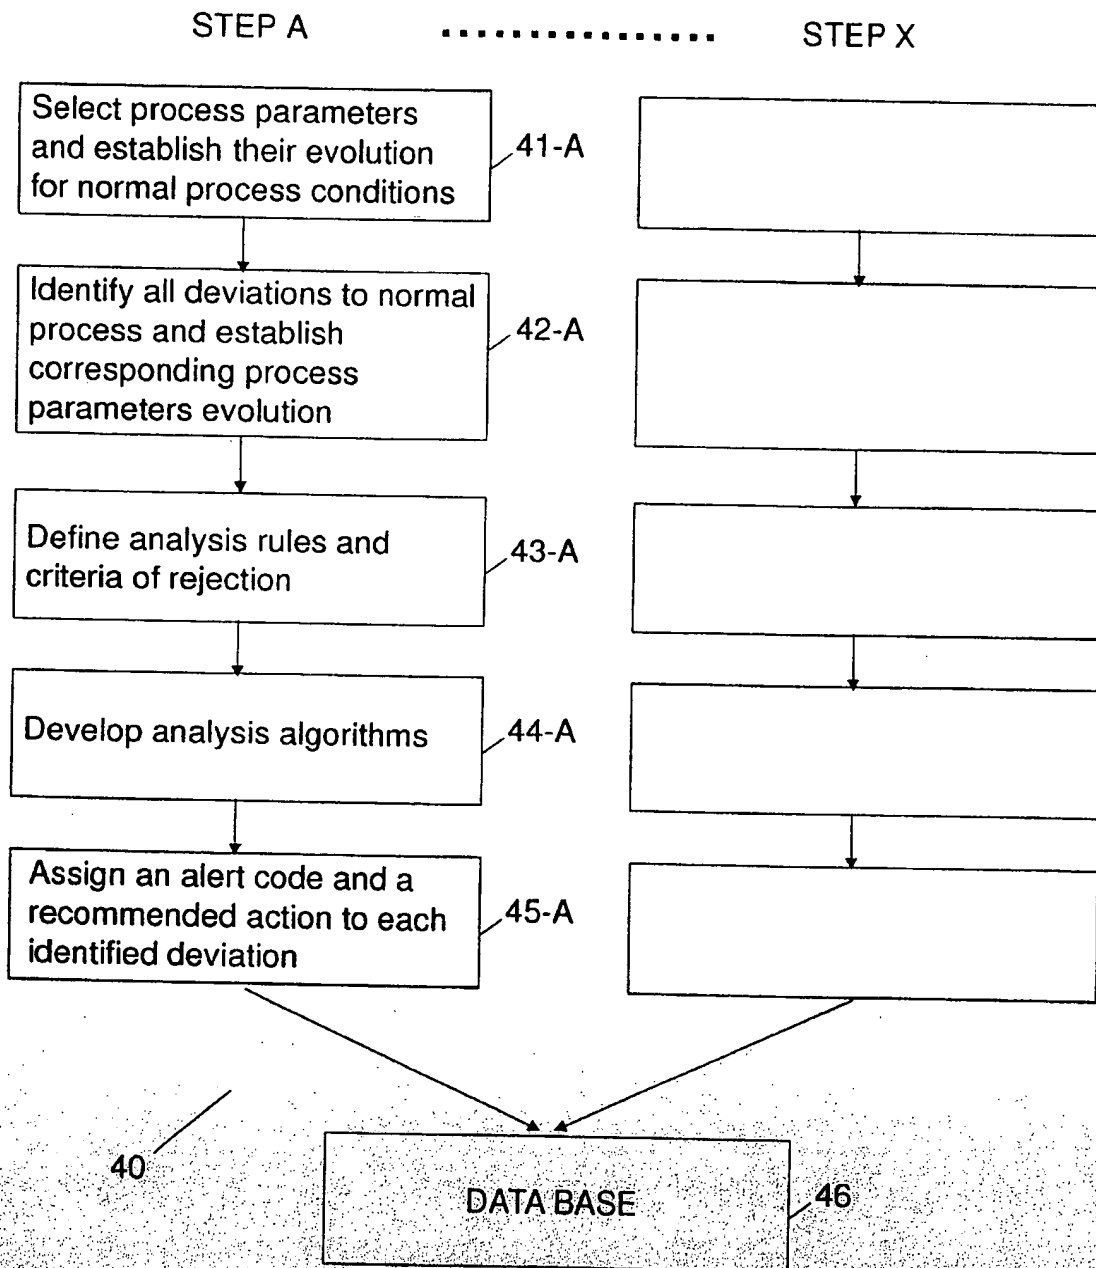 STEP A ............... STEP X
Select process parameters
and establish their evolution
for normal process conditions
41-A
Identify all deviations to normal
process and establish
corresponding process
parameters evolution
42-A
Define analysis rules and
criteria of rejection
43-A
Develop analysis algorithms
44-A
Assign an alert code and a
recommended action to each
identified deviation
45-A
40
DATA BASE
46